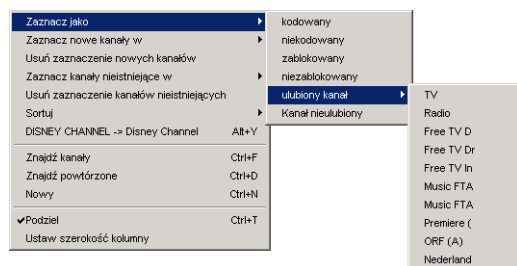 Zaznacz jako
Zaznacz nowe kanały w
Usuń zaznaczenie nowych kanałów
Zaznacz kanały nieistniejące w
Usuń zaznaczenie kanałów nieistniejących
Sortuj
DISNEY CHANNEL -> Disney Channel Alt+Y
Znajdź kanały Ctrl+F
Znajdź powtórzone Ctrl+D
Nowy Ctrl+N
Podziel Ctrl+T
Ustaw szerokość kolumny
kodowany
niekodowany
zablokowany
niezablokowany
ulubiony kanał
Kanał nieulubiony
TV
Radio
Free TV D
Free TV Dr
Free TV In
Music FTA
Music FTA
Premiere (
ORF (A)
Nederland